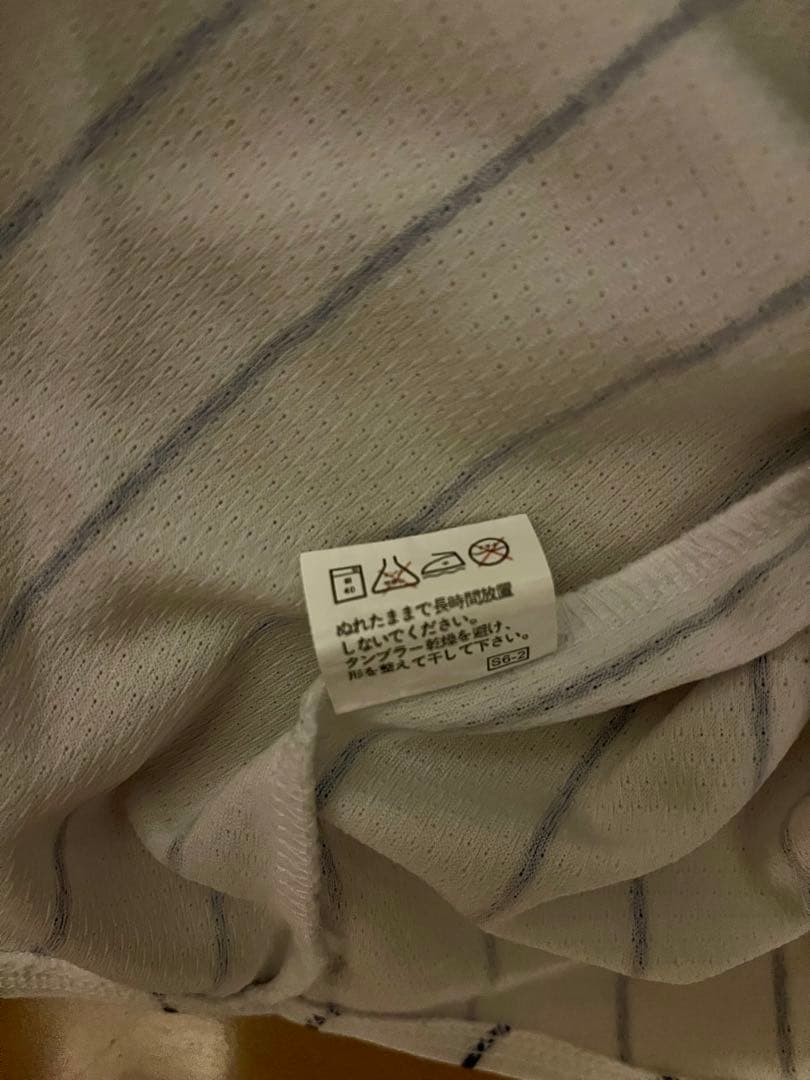 弱
40
ぬれたままで長時間放置
しないでください。
タンブラー乾燥を避け、
形を整えて干して下さい。
S6-2